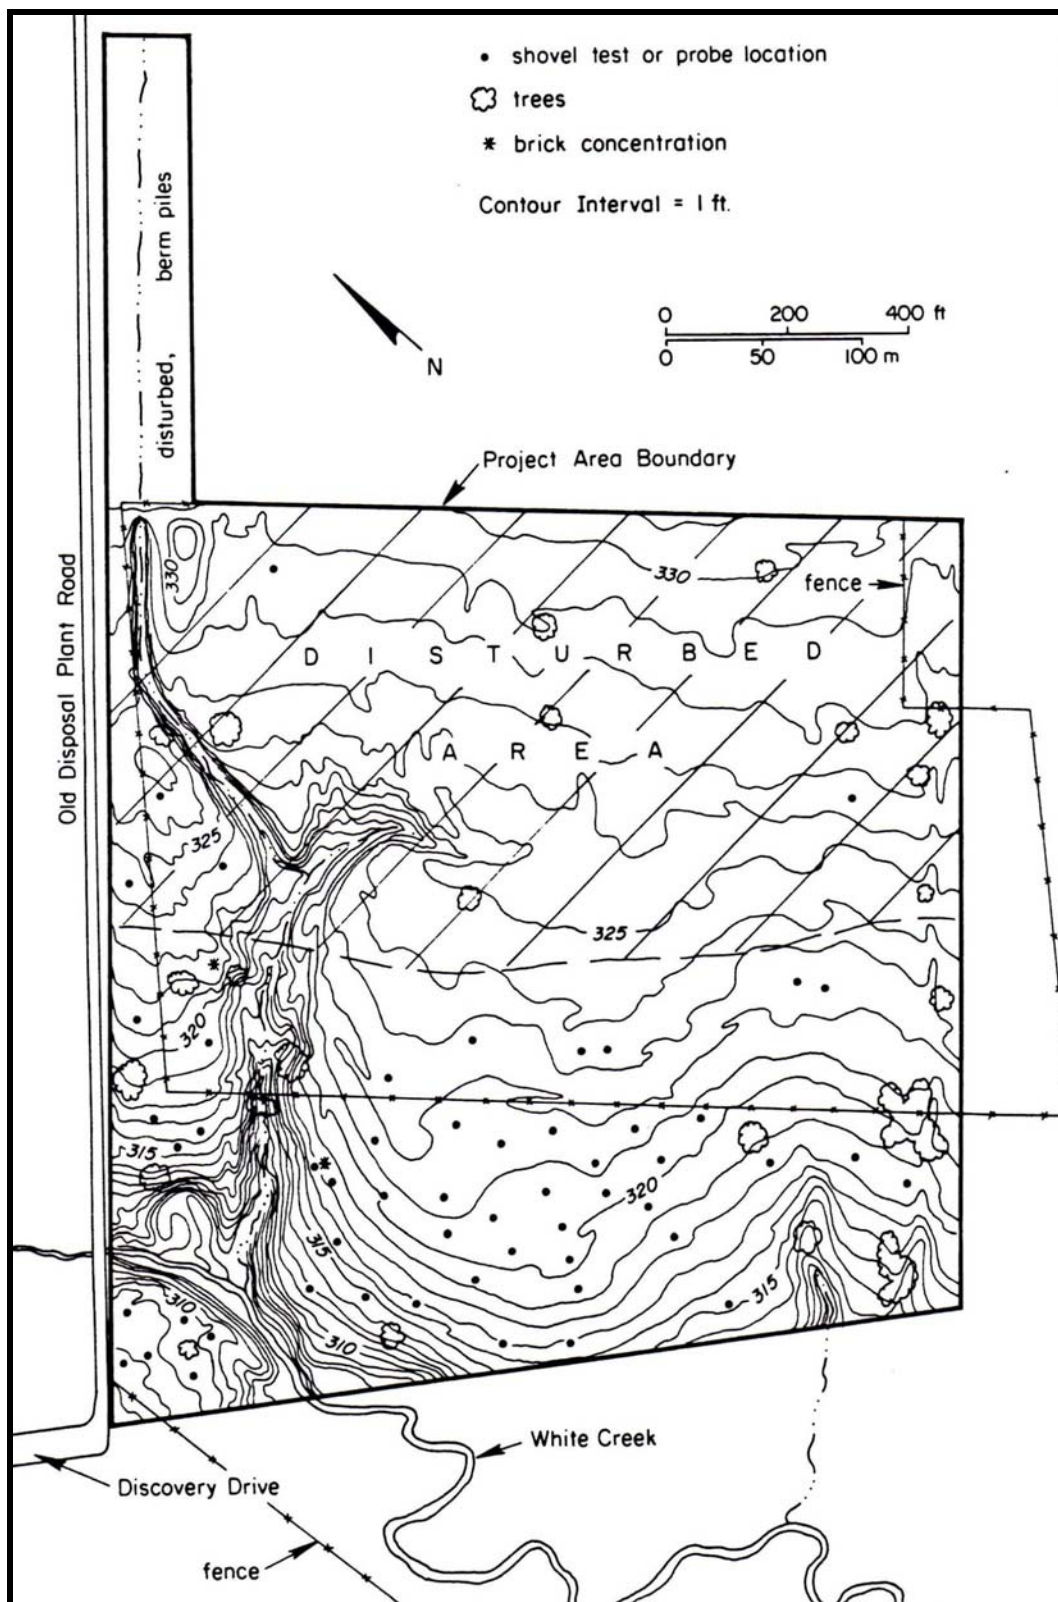 shovel test or probe location
trees
brick concentration
Contour Interval = 1 ft.
disturbed, berm piles
N
0 200 400 ft
0 50 100 m
Project Area Boundary
Old Disposal Plant Road
330
330
fence
DISTURBED
AREA
325
325
320
315
320
315
315
310
310
White Creek
Discovery Drive
fence